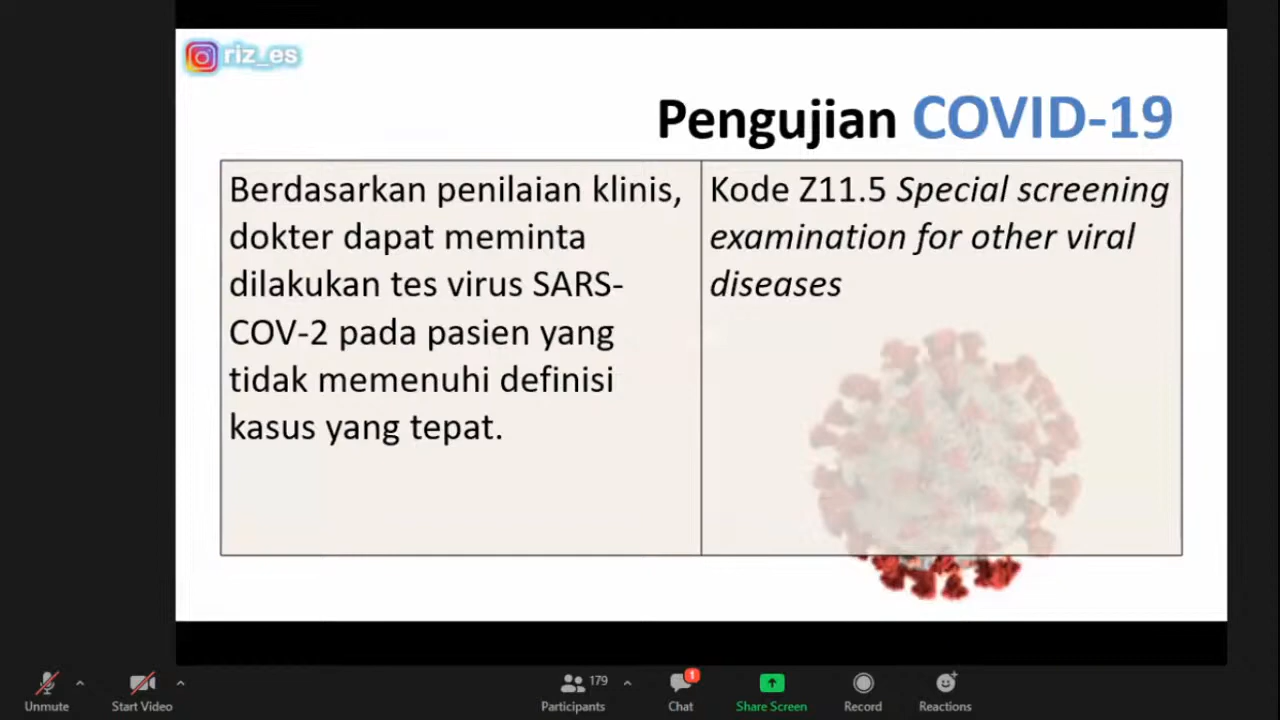 riz_es
Pengujian COVID-19
Berdasarkan penilaian klinis,
dokter dapat meminta
dilakukan tes virus SARS-
COV-2 pada pasien yang
tidak memenuhi definisi
kasus yang tepat.
Kode Z11.5 Special screening
examination for other viral
diseases
Unmute
Start Video
179
Participants
1
Chat
Share Screen
Record
Reactions